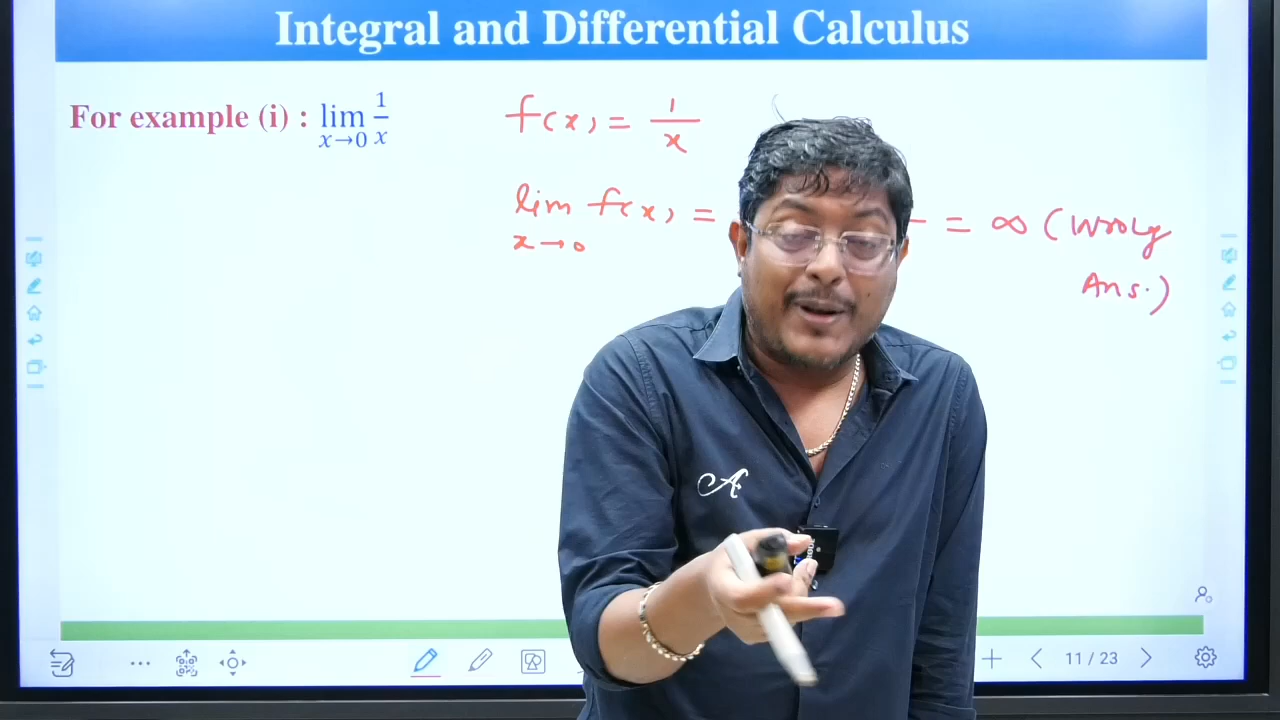 Integral and Differential Calculus
For example (i) : lim x→0 1/x
f(x) = 1/x
lim x→0 f(x) = = ∞ (Wrong
Ans.)
A
11 / 23